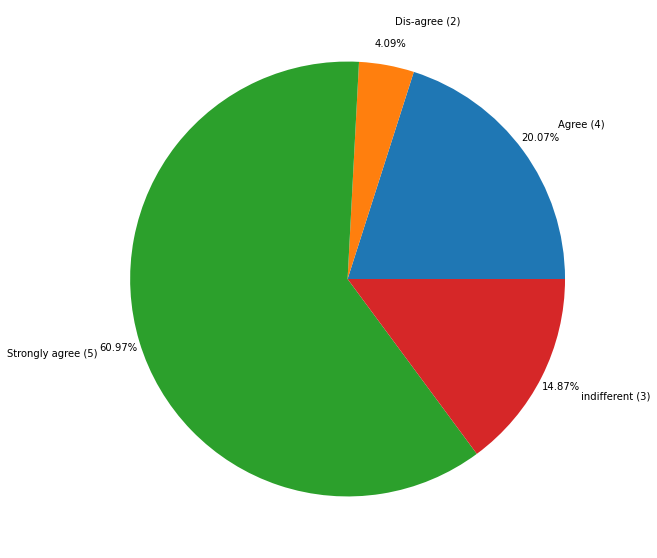 Dis-agree (2)
4.09%
Agree (4)
20.07%
Strongly agree (5)
60.97%
14.87%
indifferent (3)